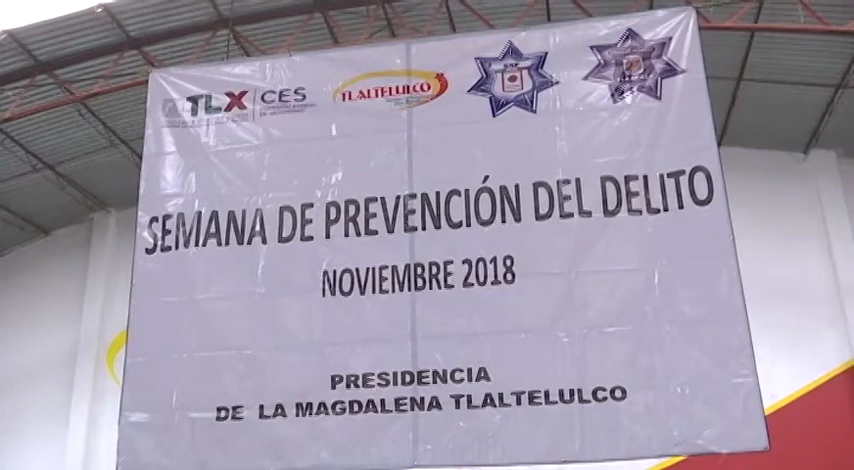 TLX CES
TLALTELULCO
SEMANA DE PREVENCIÓN DEL DELITO
NOVIEMBRE 2018
PRESIDENCIA
DE LA MAGDALENA TLALTELULCO